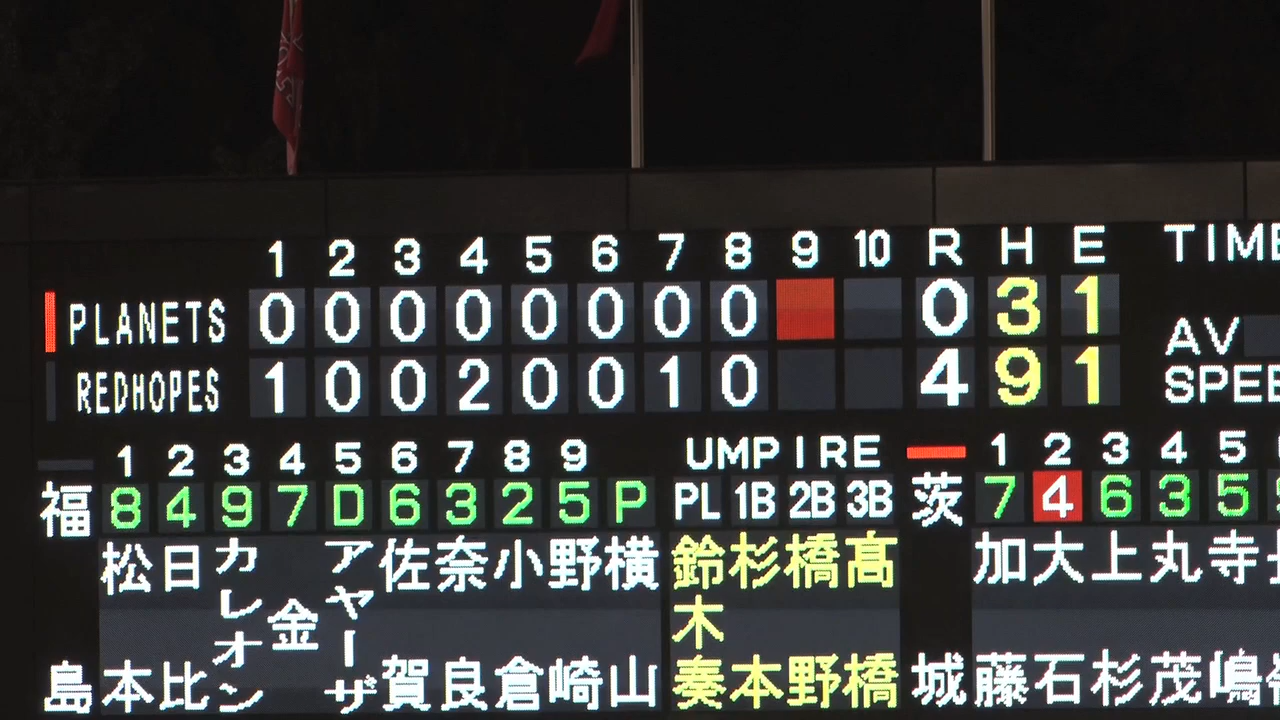 1 2 3 4 5 6 7 8 9 10 R H E TIME
PLANETS 0 0 0 0 0 0 0 0 0 3 1
REDHOPES 1 0 0 2 0 0 1 0 4 9 1
AV
SPEE
1 2 3 4 5 6 7 8 9 UMPIRE 1 2 3 4 5
福島 8 4 9 7 D 6 3 2 5 P PL 1B 2B 3B 茨城 7 4 6 3 5
松本 日比 カレオン 金 アヤーザ 佐賀 奈良 小倉 野崎 横山 鈴木奏 杉本 橋野 髙橋 加藤 大石 上杉 丸茂 寺嶋